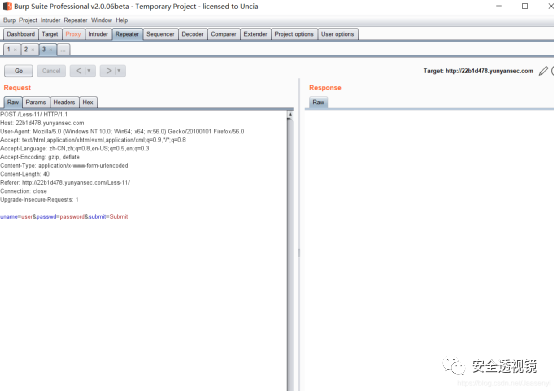 Burp Suite Professional v2.0.06beta - Temporary Project - licensed to Uncia
Burp Project Intruder Repeater Window Help
Dashboard Target Proxy Intruder Repeater Sequencer Decoder Comparer Extender Project options User options
1 × 2 × 3 × ...
Go Cancel < > Target: http://22b1d478.yunyansec.com
Request Response
Raw Params Headers Hex Raw
POST /Less-11/ HTTP/1.1
Host: 22b1d478.yunyansec.com
User-Agent: Mozilla/5.0 (Windows NT 10.0; Win64; x64; rv:56.0) Gecko/20100101 Firefox/56.0
Accept: text/html,application/xhtml+xml,application/xml;q=0.9,*/*;q=0.8
Accept-Language: zh-CN,zh;q=0.8,en-US;q=0.5,en;q=0.3
Accept-Encoding: gzip, deflate
Content-Type: application/x-www-form-urlencoded
Content-Length: 40
Referer: http://22b1d478.yunyansec.com/Less-11/
Connection: close
Upgrade-Insecure-Requests: 1
uname=user&passwd=password&submit=Submit
安全透视镜